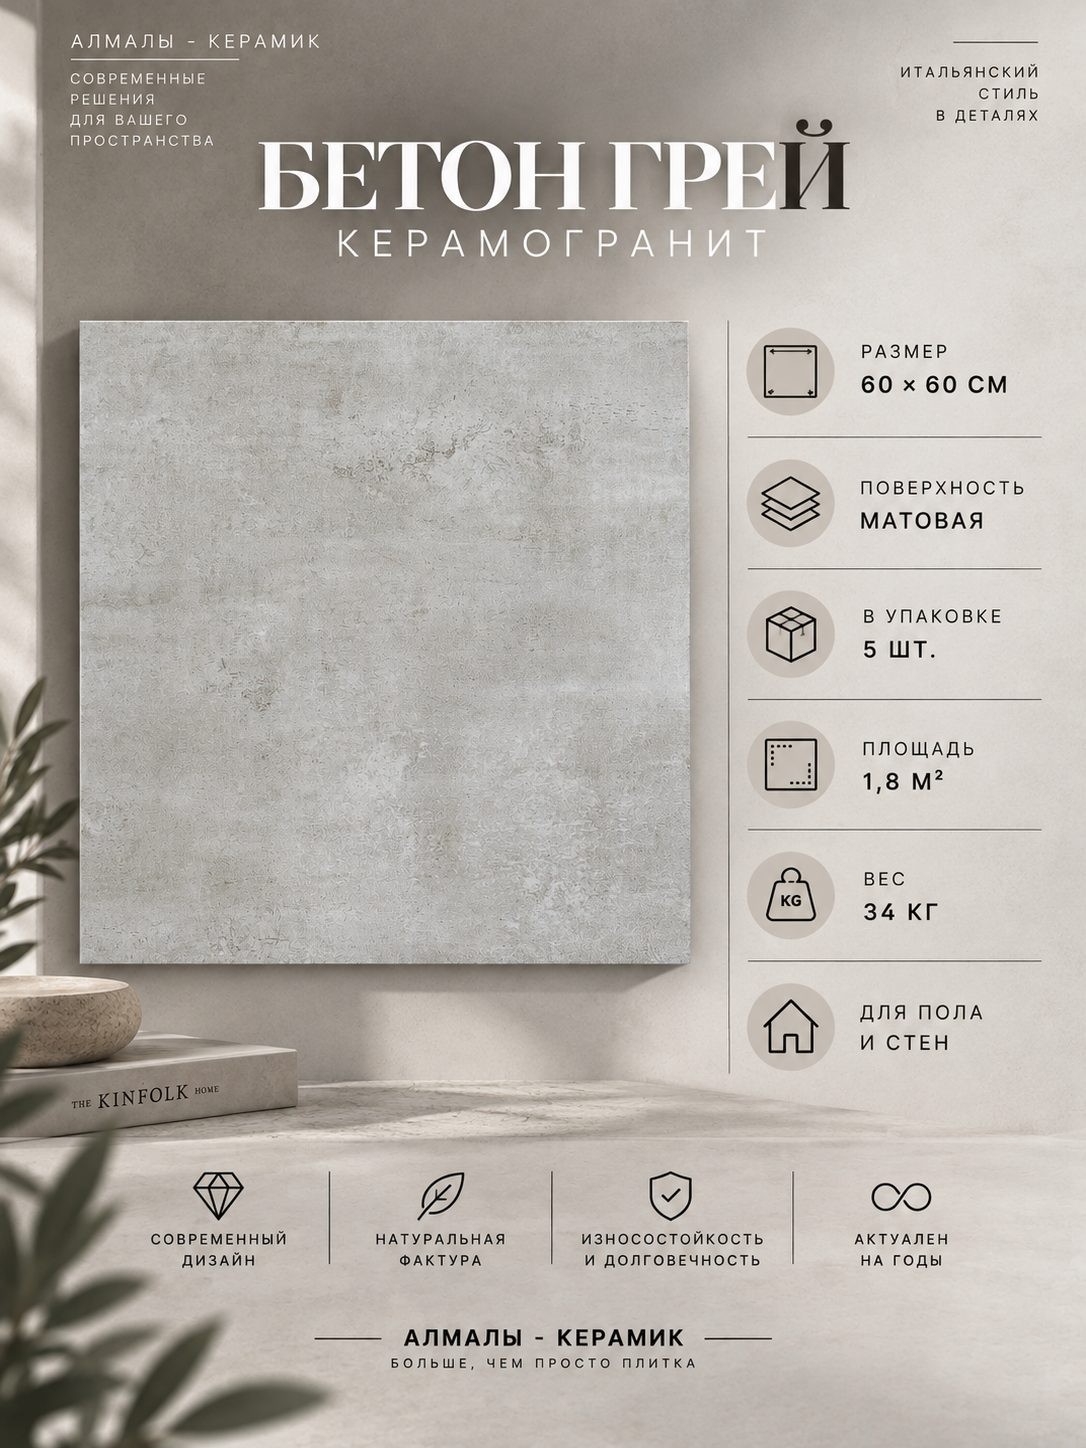 АЛМАЛЫ - КЕРАМИК
СОВРЕМЕННЫЕ
РЕШЕНИЯ
ДЛЯ ВАШЕГО
ПРОСТРАНСТВА
ИТАЛЬЯНСКИЙ
СТИЛЬ
В ДЕТАЛЯХ
БЕТОН ГРЕЙ
КЕРАМОГРАНИТ
РАЗМЕР
60 × 60 СМ
ПОВЕРХНОСТЬ
МАТОВАЯ
В УПАКОВКЕ
5 ШТ.
ПЛОЩАДЬ
1,8 М²
KG
ВЕС
34 КГ
ДЛЯ ПОЛА
И СТЕН
THE KINFOLK HOME
СОВРЕМЕННЫЙ
ДИЗАЙН
НАТУРАЛЬНАЯ
ФАКТУРА
ИЗНОСОСТОЙКОСТЬ
И ДОЛГОВЕЧНОСТЬ
АКТУАЛЕН
НА ГОДЫ
АЛМАЛЫ - КЕРАМИК
БОЛЬШЕ, ЧЕМ ПРОСТО ПЛИТКА